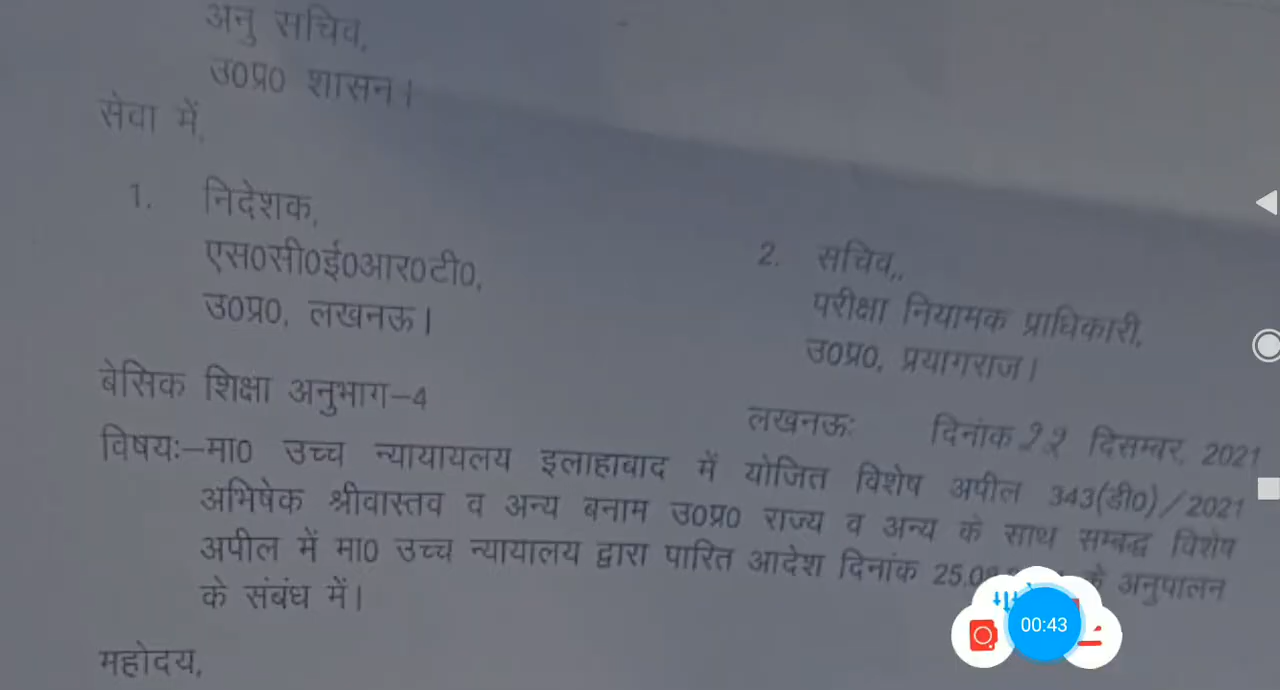 अनु सचिव,
उ0प्र0 शासन।
सेवा में,
1. निदेशक,
एस0सी0ई0आर0टी0,
उ0प्र0, लखनऊ।
2. सचिव,,
परीक्षा नियामक प्राधिकारी,
उ0प्र0, प्रयागराज।
बेसिक शिक्षा अनुभाग-4
लखनऊः दिनांक 22 दिसम्बर, 2021
विषयः-मा0 उच्च न्यायायलय इलाहाबाद में योजित विशेष अपील 343(डी0)/2021
अभिषेक श्रीवास्तव व अन्य बनाम उ0प्र0 राज्य व अन्य के साथ सम्बद्ध विशेष
अपील में मा0 उच्च न्यायालय द्वारा पारित आदेश दिनांक के अनुपालन
के संबंध में।
महोदय,
00:43